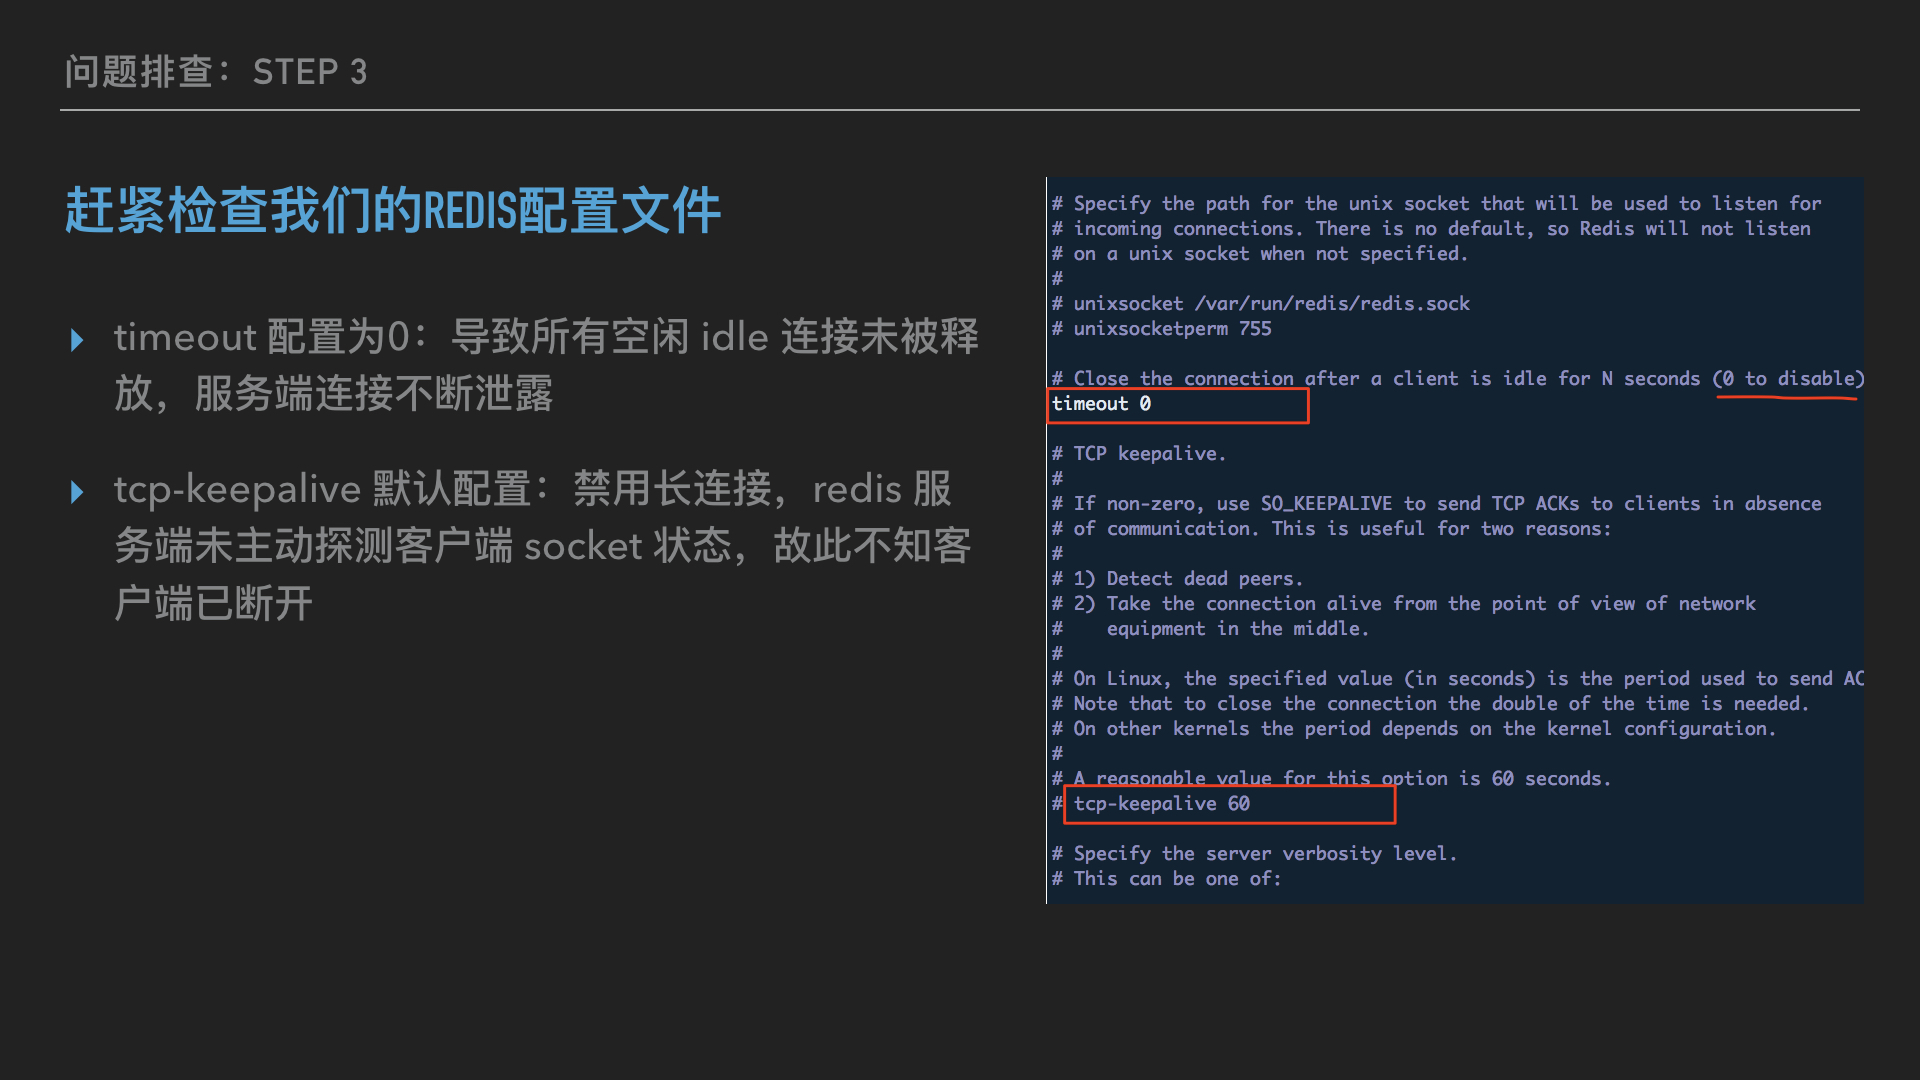 问题排查：STEP 3
赶紧检查我们的REDIS配置文件
timeout 配置为0：导致所有空闲 idle 连接未被释
放，服务端连接不断泄露
tcp-keepalive 默认配置：禁用长连接，redis 服
务端未主动探测客户端 socket 状态，故此不知客
户端已断开
# Specify the path for the unix socket that will be used to listen for
# incoming connections. There is no default, so Redis will not listen
# on a unix socket when not specified.
#
# unixsocket /var/run/redis/redis.sock
# unixsocketperm 755
# Close the connection after a client is idle for N seconds (0 to disable)
timeout 0
# TCP keepalive.
#
# If non-zero, use SO_KEEPALIVE to send TCP ACKs to clients in absence
# of communication. This is useful for two reasons:
#
# 1) Detect dead peers.
# 2) Take the connection alive from the point of view of network
#    equipment in the middle.
#
# On Linux, the specified value (in seconds) is the period used to send AC
# Note that to close the connection the double of the time is needed.
# On other kernels the period depends on the kernel configuration.
#
# A reasonable value for this option is 60 seconds.
# tcp-keepalive 60
# Specify the server verbosity level.
# This can be one of: